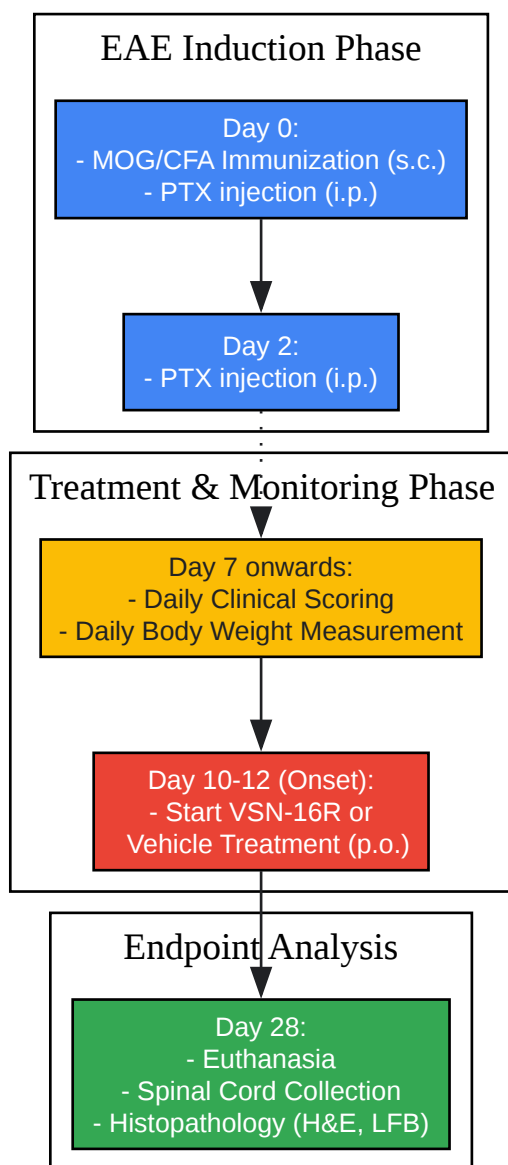 EAE Induction Phase
Day 0:
- MOG/CFA Immunization (s.c.)
- PTX injection (i.p.)
Day 2:
- PTX injection (i.p.)
Treatment & Monitoring Phase
Day 7 onwards:
- Daily Clinical Scoring
- Daily Body Weight Measurement
Day 10-12 (Onset):
- Start VSN-16R or
Vehicle Treatment (p.o.)
Endpoint Analysis
Day 28:
- Euthanasia
- Spinal Cord Collection
- Histopathology (H&E, LFB)